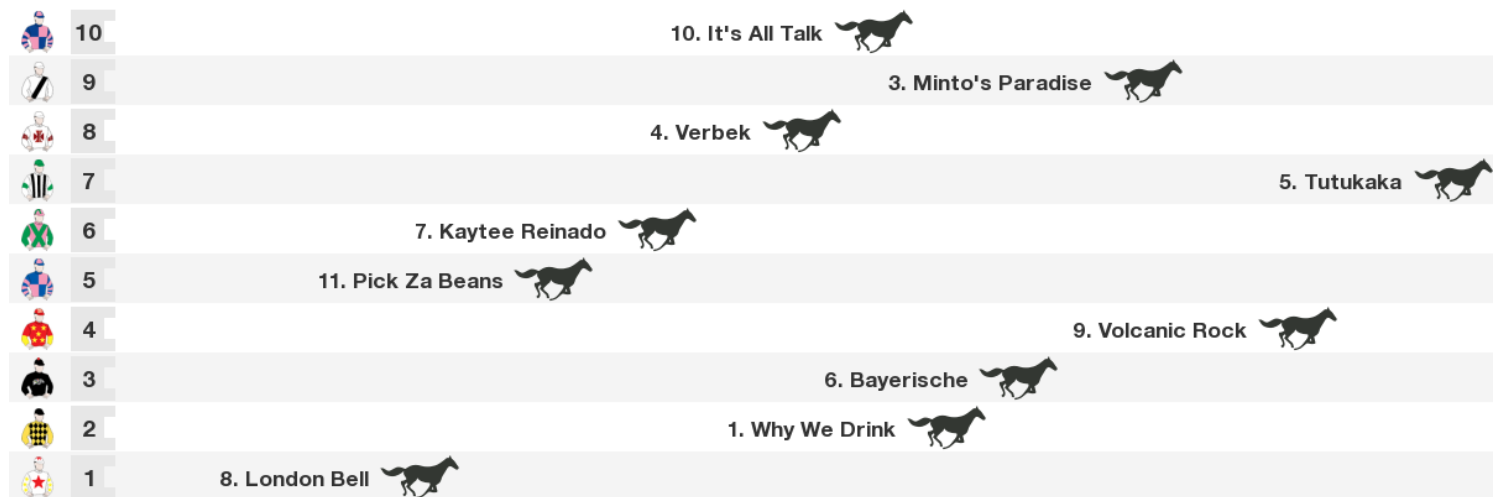 10 10. It's All Talk
9 3. Minto's Paradise
8 4. Verbek
7 5. Tutukaka
6 7. Kaytee Reinado
5 11. Pick Za Beans
4 9. Volcanic Rock
3 6. Bayerische
2 1. Why We Drink
1 8. London Bell